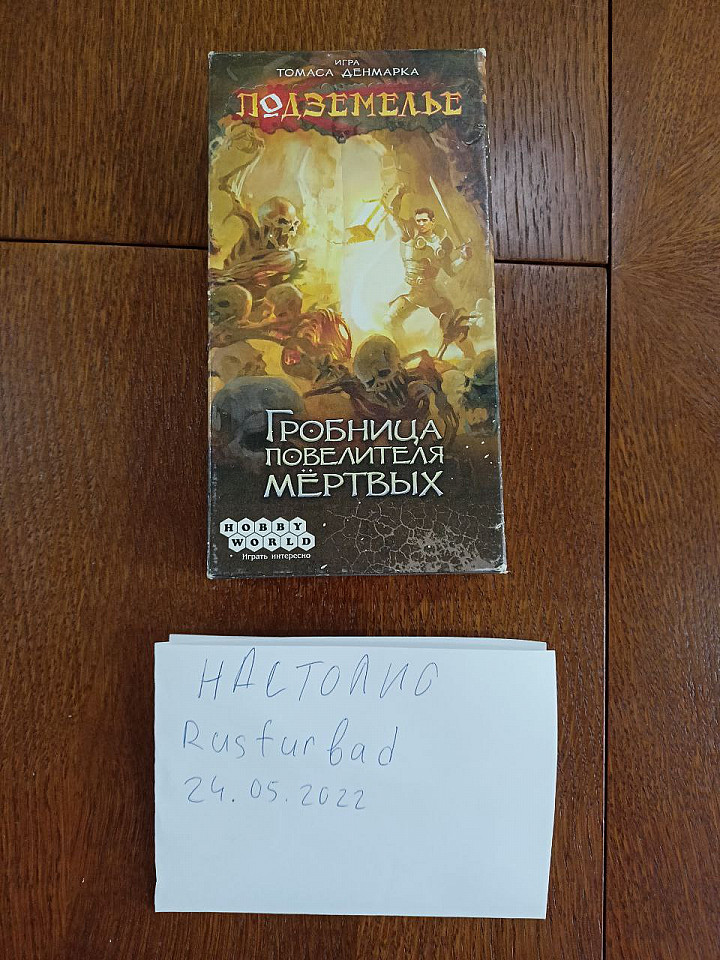 ИГРА
ТОМАСА ДЕНМАРКА
ПОДЗЕМЕЛЬЕ
ГРОБНИЦА
ПОВЕЛИТЕЛЯ
МЁРТВЫХ
HOBBY
WORLD
Играть интересно
НАСТОЛИО
Rusfurbad
24.05.2022